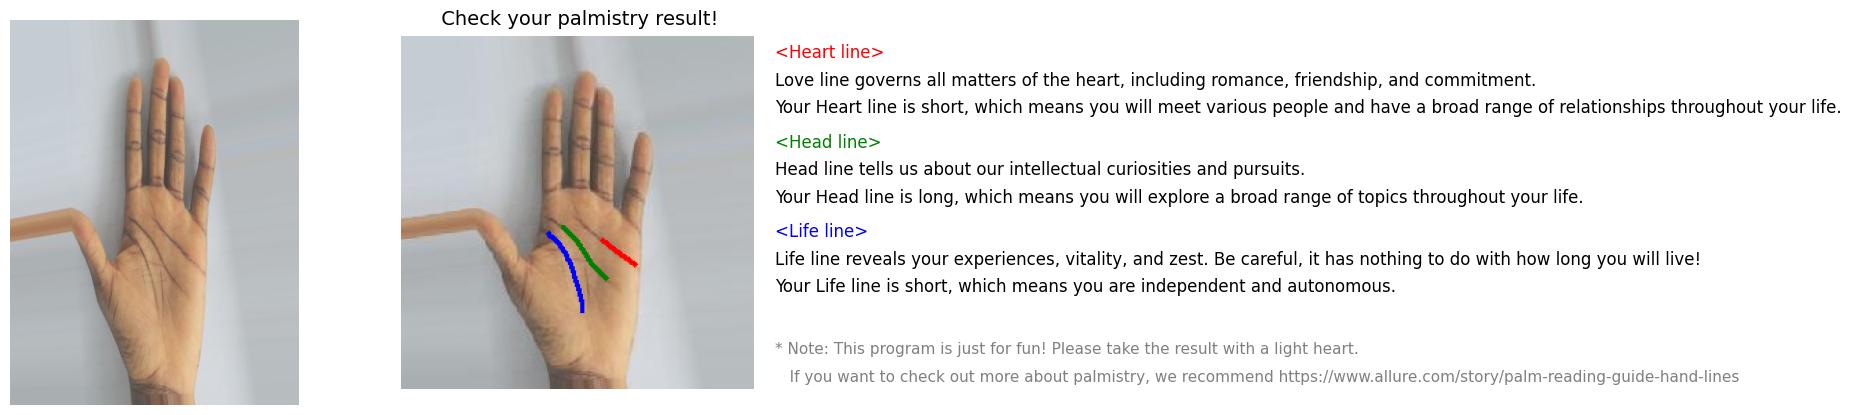 Check your palmistry result!
<Heart line>
Love line governs all matters of the heart, including romance, friendship, and commitment.
Your Heart line is short, which means you will meet various people and have a broad range of relationships throughout your life.
<Head line>
Head line tells us about our intellectual curiosities and pursuits.
Your Head line is long, which means you will explore a broad range of topics throughout your life.
<Life line>
Life line reveals your experiences, vitality, and zest. Be careful, it has nothing to do with how long you will live!
Your Life line is short, which means you are independent and autonomous.
* Note: This program is just for fun! Please take the result with a light heart.
If you want to check out more about palmistry, we recommend https://www.allure.com/story/palm-reading-guide-hand-lines